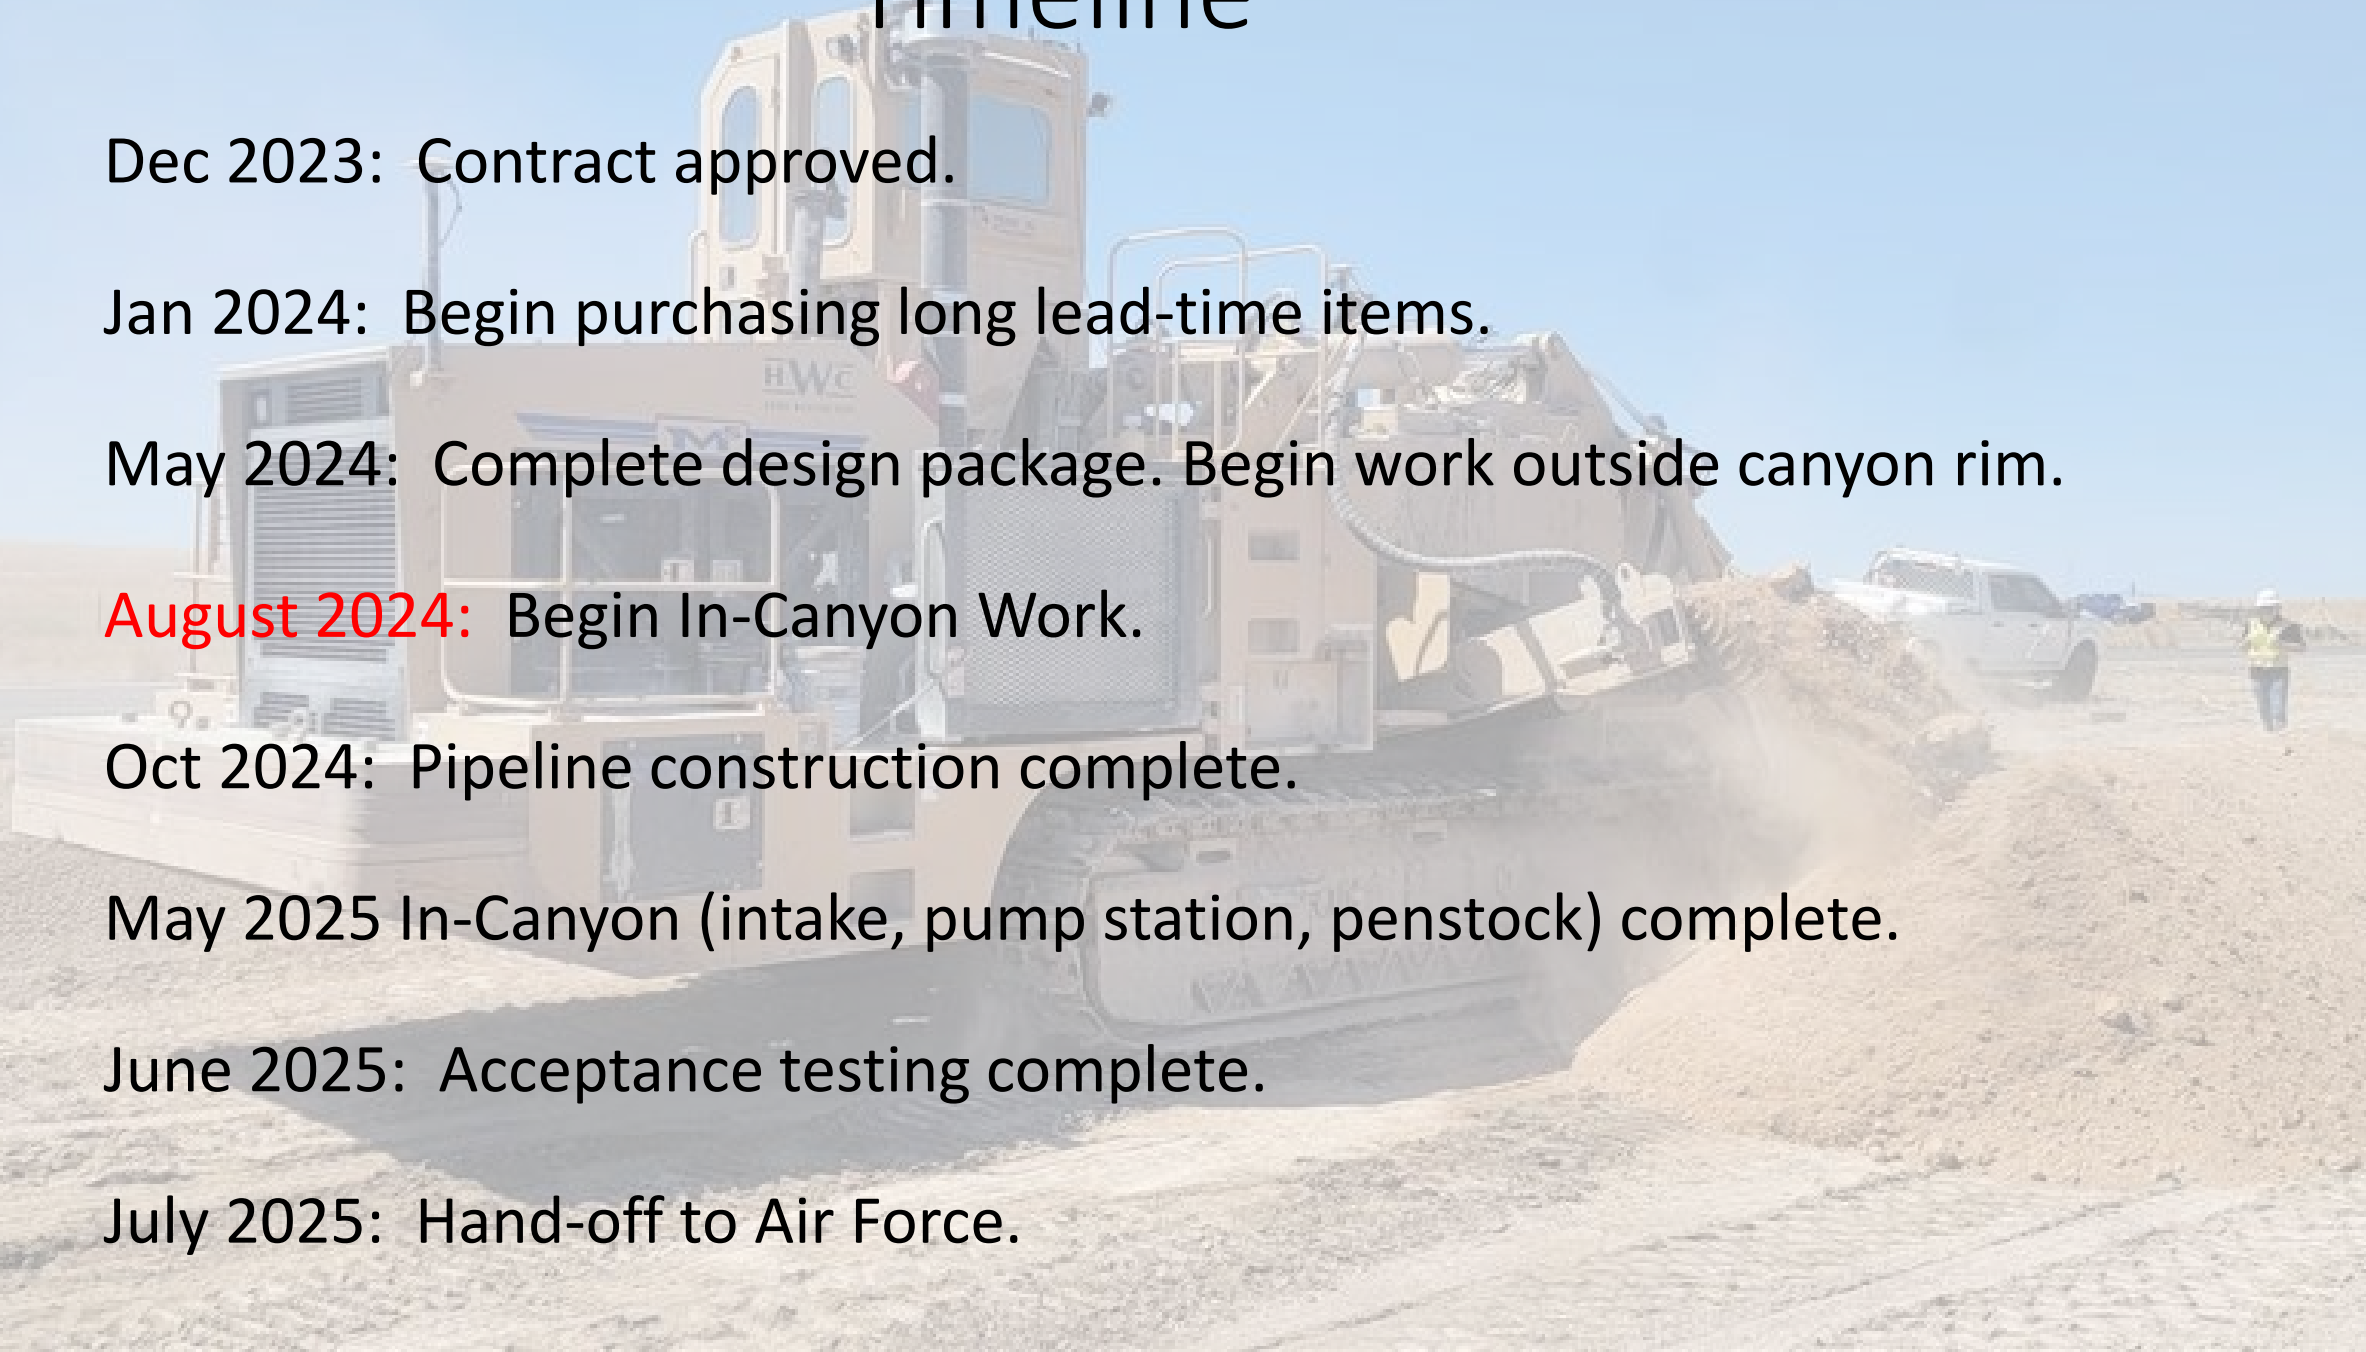 Timeline
Dec 2023: Contract approved.
Jan 2024: Begin purchasing long lead-time items.
HWC
May 2024: Complete design package. Begin work outside canyon rim.
August 2024: Begin In-Canyon Work.
Oct 2024: Pipeline construction complete.
May 2025 In-Canyon (intake, pump station, penstock) complete.
June 2025: Acceptance testing complete.
July 2025: Hand-off to Air Force.